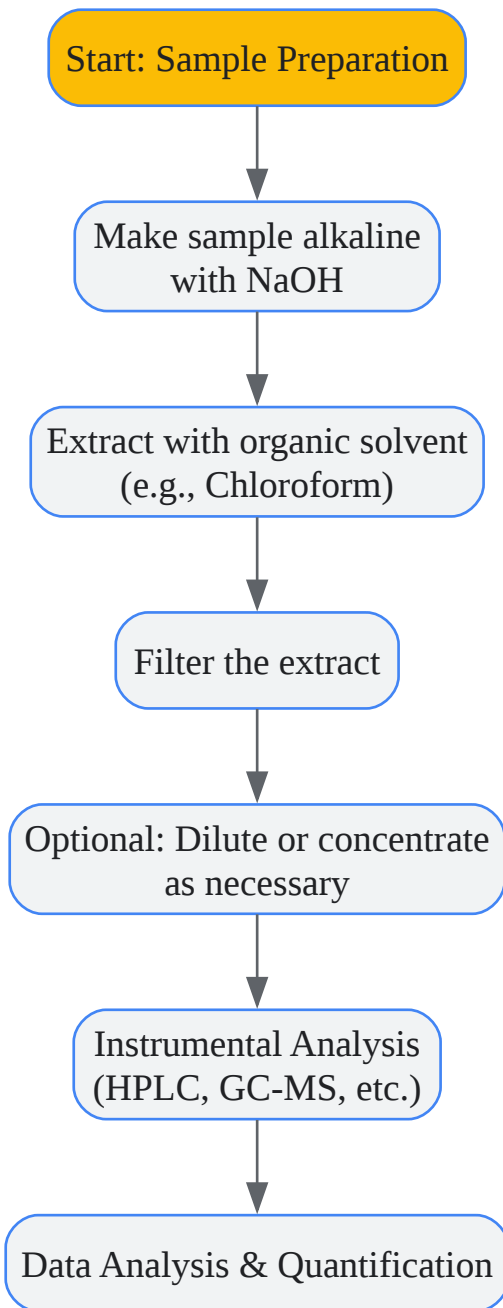 Start: Sample Preparation
Make sample alkaline
with NaOH
Extract with organic solvent
(e.g., Chloroform)
Filter the extract
Optional: Dilute or concentrate
as necessary
Instrumental Analysis
(HPLC, GC-MS, etc.)
Data Analysis & Quantification